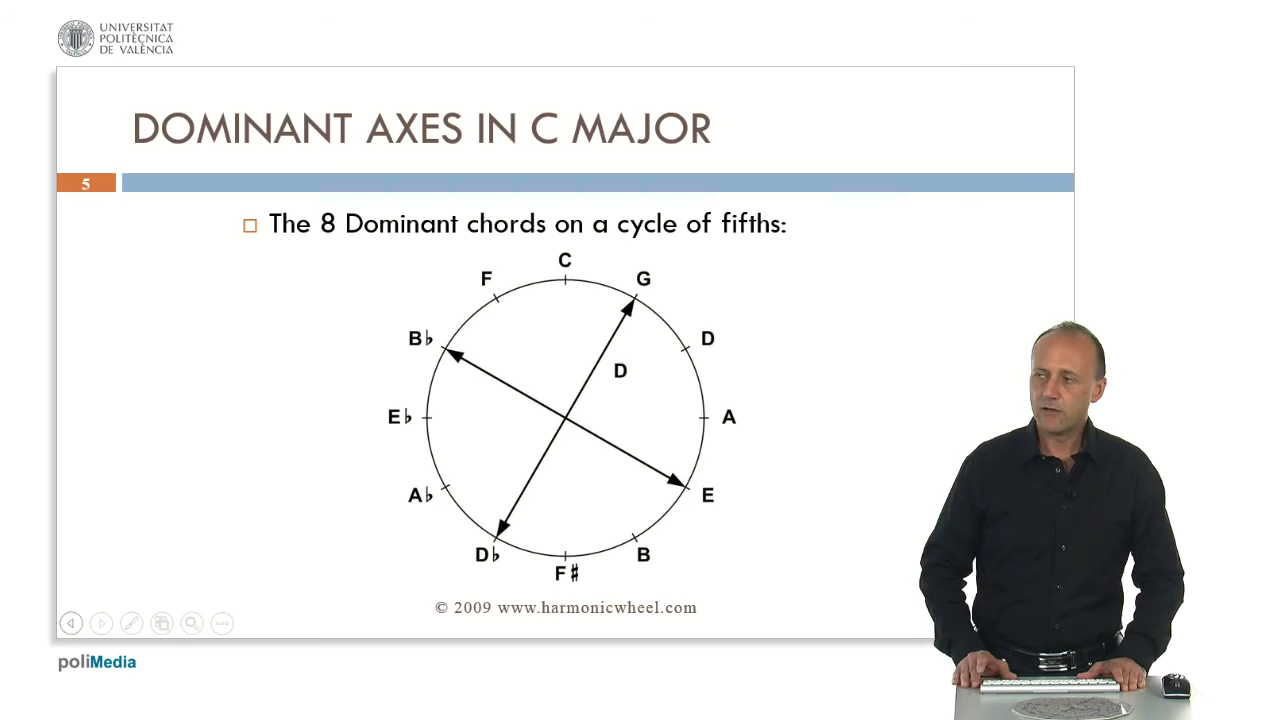 UNIVERSITAT
POLITÈCNICA
DE VALÈNCIA
DOMINANT AXES IN C MAJOR
5
The 8 Dominant chords on a cycle of fifths:
C
F
G
B♭
D
D
E♭
A
A♭
E
D♭
B
F♯
© 2009 www.harmonicwheel.com
poliMedia